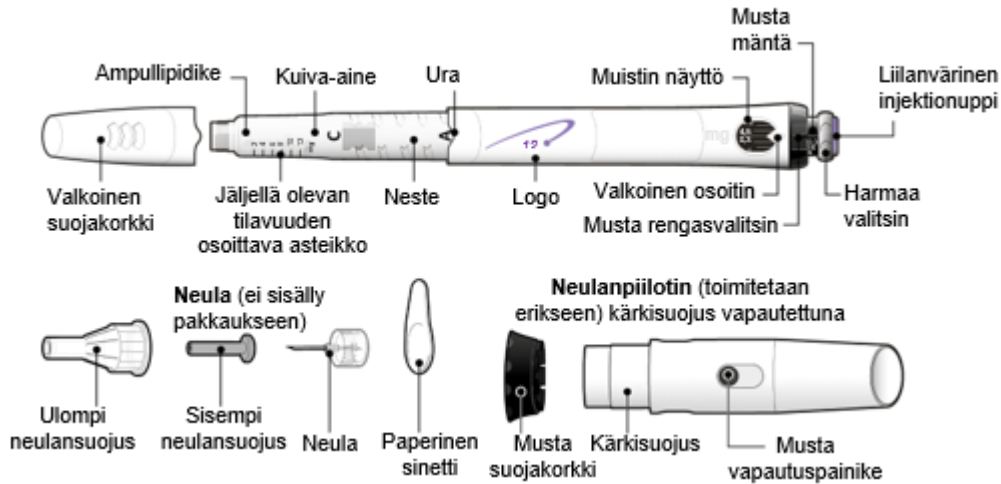 Musta
mäntä
Ampullipidike
Kuiva-aine
Ura
Muistin näyttö
Liilanvärinen
injektionuppi
C
A
12
mg
Valkoinen
suojakorkki
Jäljellä olevan
tilavuuden
osoittava asteikko
Neste
Logo
Valkoinen osoitin
Musta rengasvalitsin
Harmaa
valitsin
Neula (ei sisälly
pakkaukseen)
Neulanpiilotin (toimitetaan
erikseen) kärkisuojus vapautettuna
Ulompi
neulansuojus
Sisempi
neulansuojus
Neula
Paperinen
sinetti
Musta
suojakorkki
Kärkisuojus
Musta
vapautuspainike